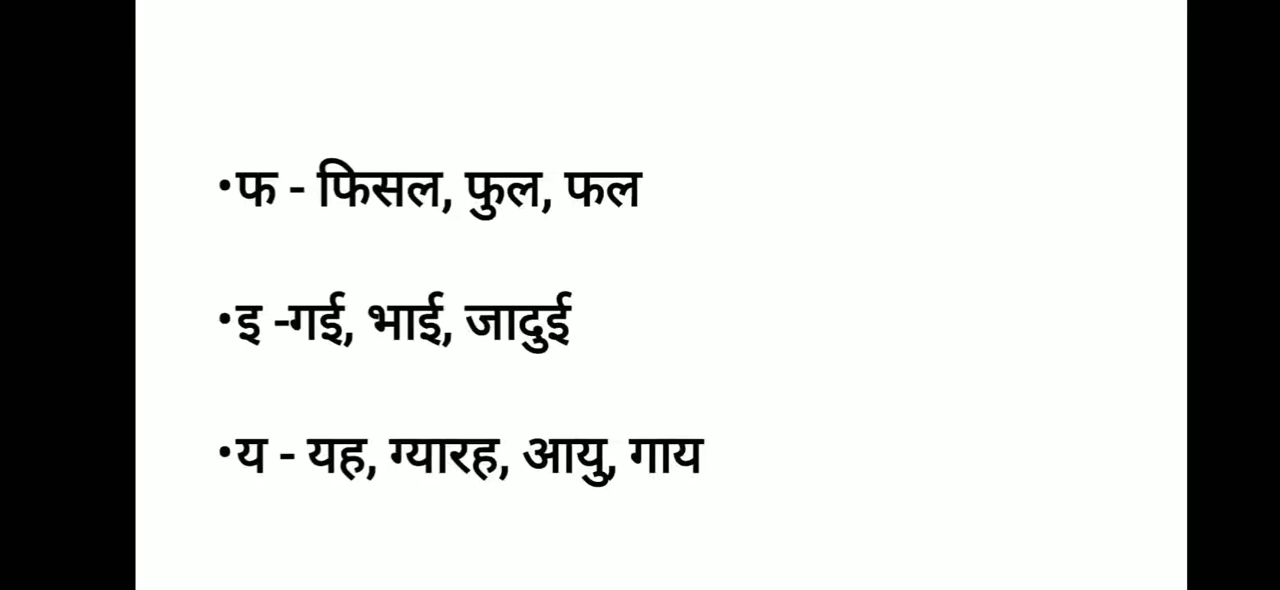 •फ - फिसल, फुल, फल
•इ -गई, भाई, जादुई
•य - यह, ग्यारह, आयु, गाय